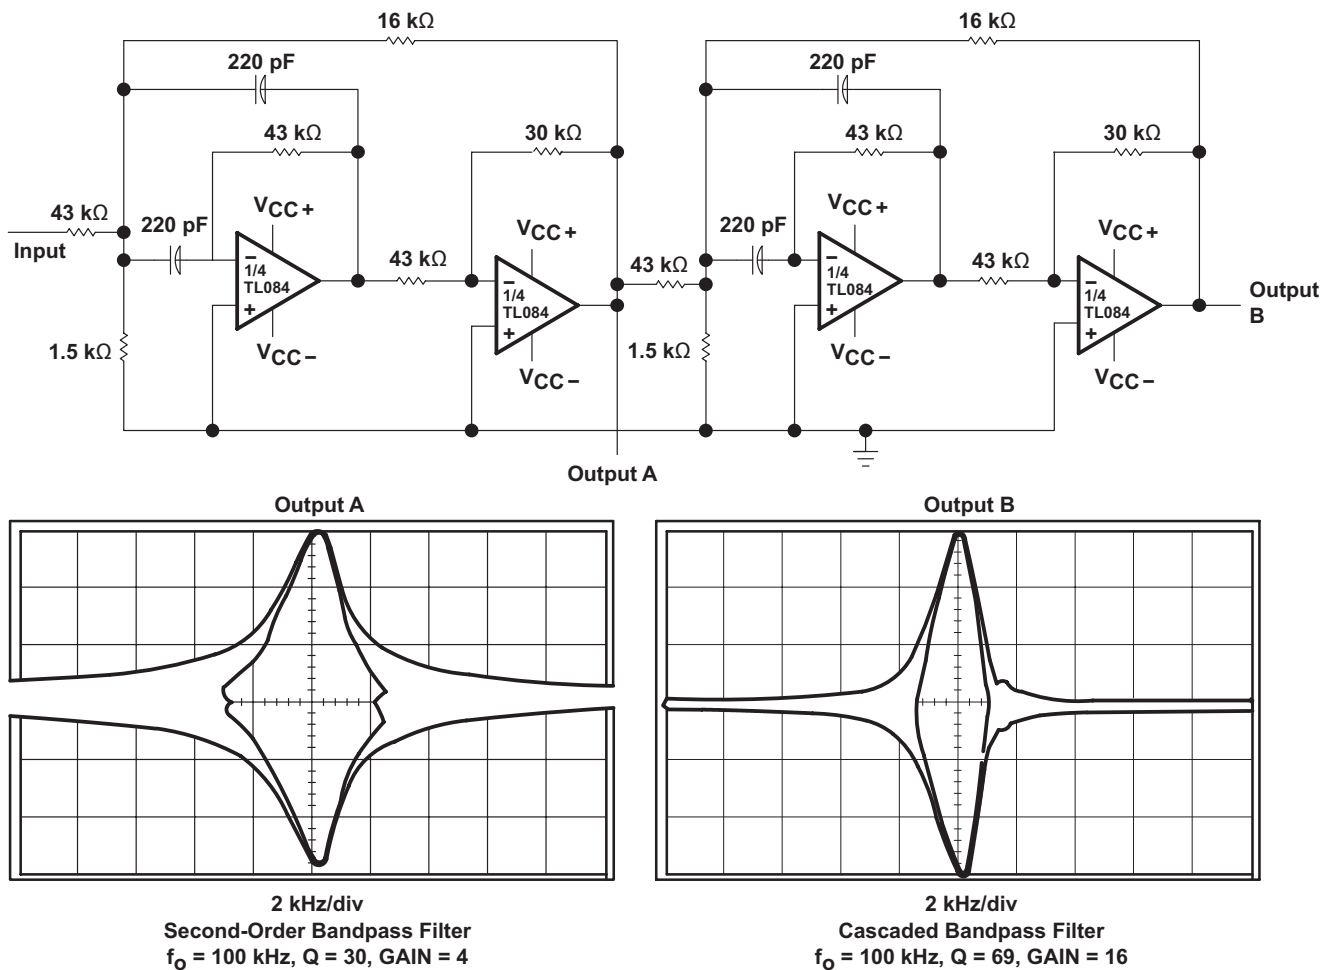 16 kΩ
16 kΩ
220 pF
220 pF
43 kΩ
30 kΩ
43 kΩ
30 kΩ
43 kΩ
Input
220 pF
VCC+
−
1/4
TL084
+
VCC−
1.5 kΩ
43 kΩ
VCC+
−
1/4
TL084
+
VCC−
43 kΩ
220 pF
VCC+
−
1/4
TL084
+
VCC−
1.5 kΩ
43 kΩ
VCC+
−
1/4
TL084
+
VCC−
Output
B
Output A
Output A
Output B
2 kHz/div
Second-Order Bandpass Filter
fo = 100 kHz, Q = 30, GAIN = 4
2 kHz/div
Cascaded Bandpass Filter
fo = 100 kHz, Q = 69, GAIN = 16